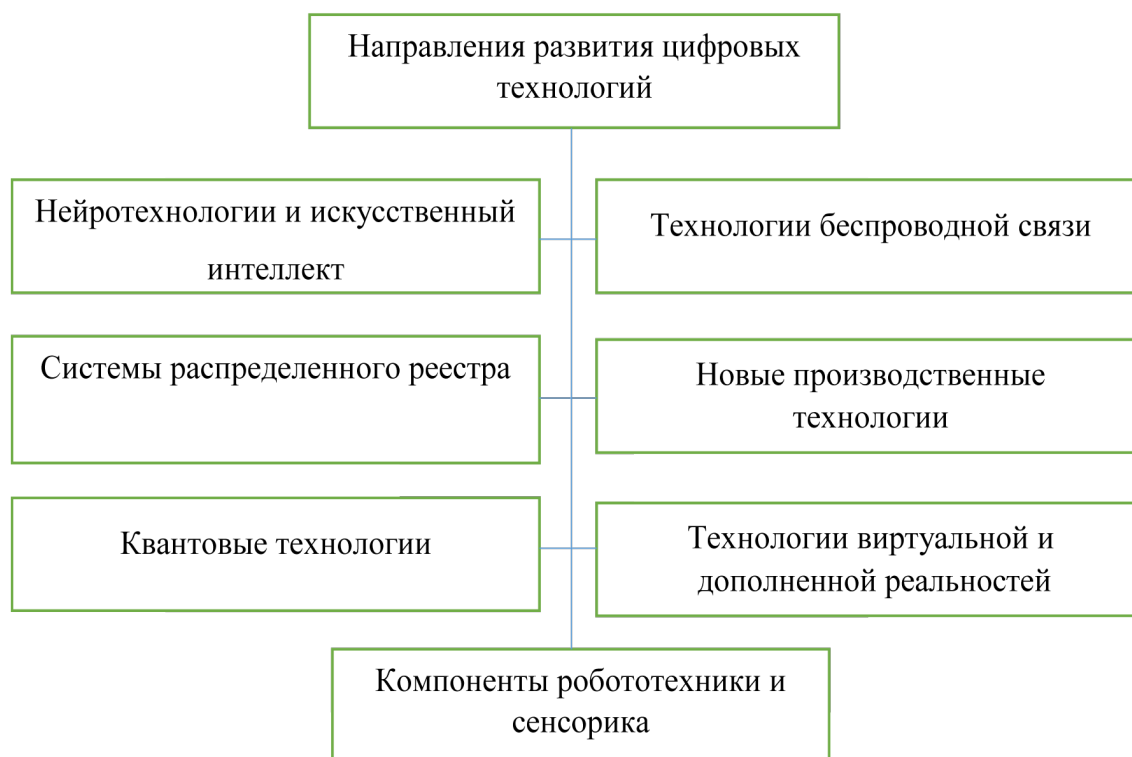 Направления развития цифровых
технологий
Нейротехнологии и искусственный
интеллект
Технологии беспроводной связи
Системы распределенного реестра
Новые производственные
технологии
Квантовые технологии
Технологии виртуальной и
дополненной реальностей
Компоненты робототехники и
сенсорика